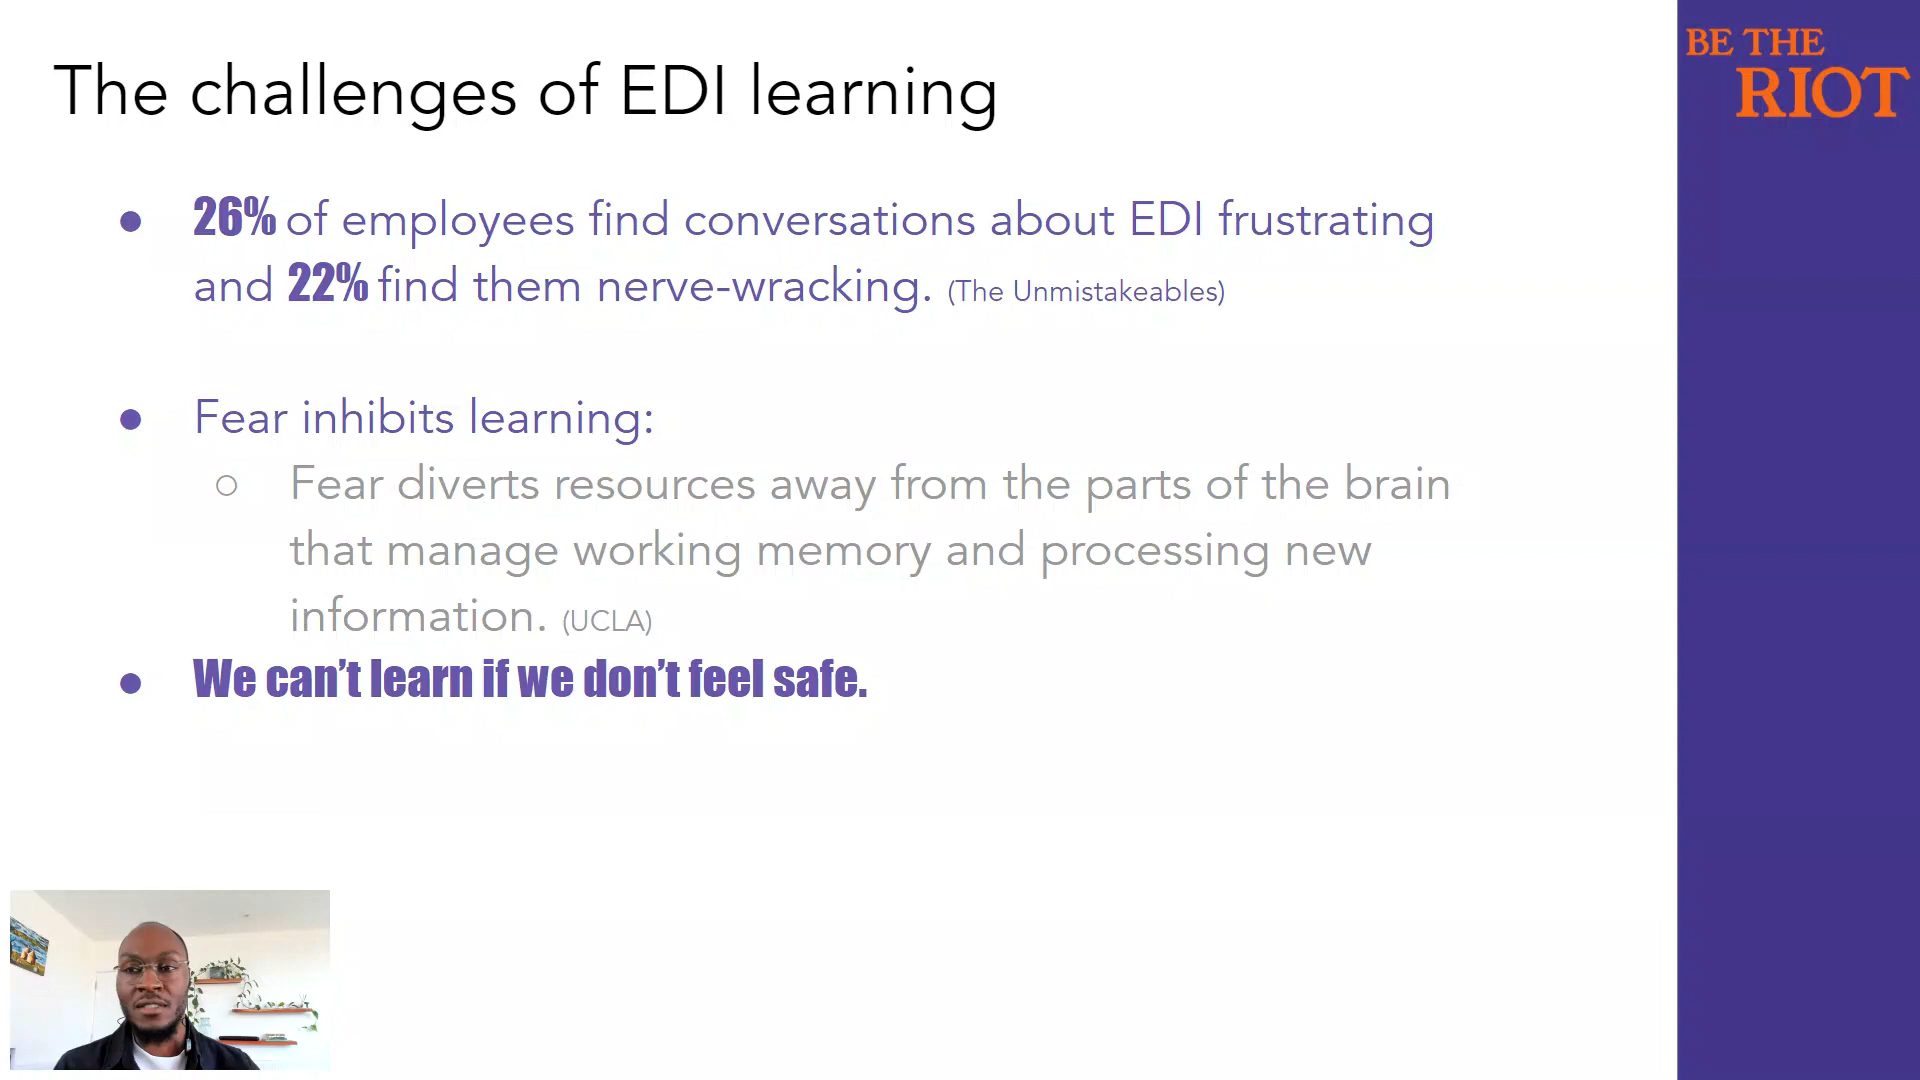 The challenges of EDI learning
BE THE
RIOT
● 26% of employees find conversations about EDI frustrating
and 22% find them nerve-wracking. (The Unmistakeables)
● Fear inhibits learning:
○ Fear diverts resources away from the parts of the brain
that manage working memory and processing new
information. (UCLA)
● We can’t learn if we don’t feel safe.